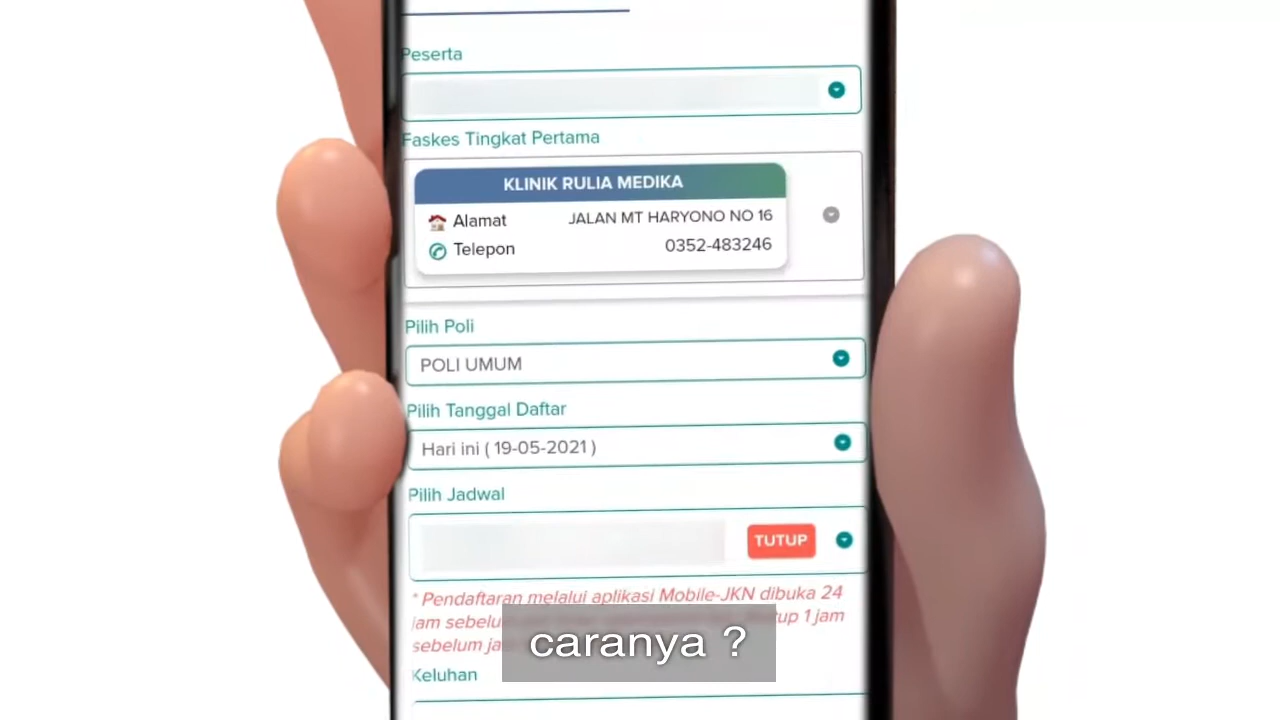 Peserta
Faskes Tingkat Pertama
KLINIK RULIA MEDIKA
Alamat JALAN MT HARYONO NO 16
Telepon 0352-483246
Pilih Poli
POLI UMUM
Pilih Tanggal Daftar
Hari ini ( 19-05-2021 )
Pilih Jadwal
TUTUP
* Pendaftaran melalui aplikasi Mobile-JKN dibuka 24
jam 1 jam
sebelum
caranya ?
Keluhan